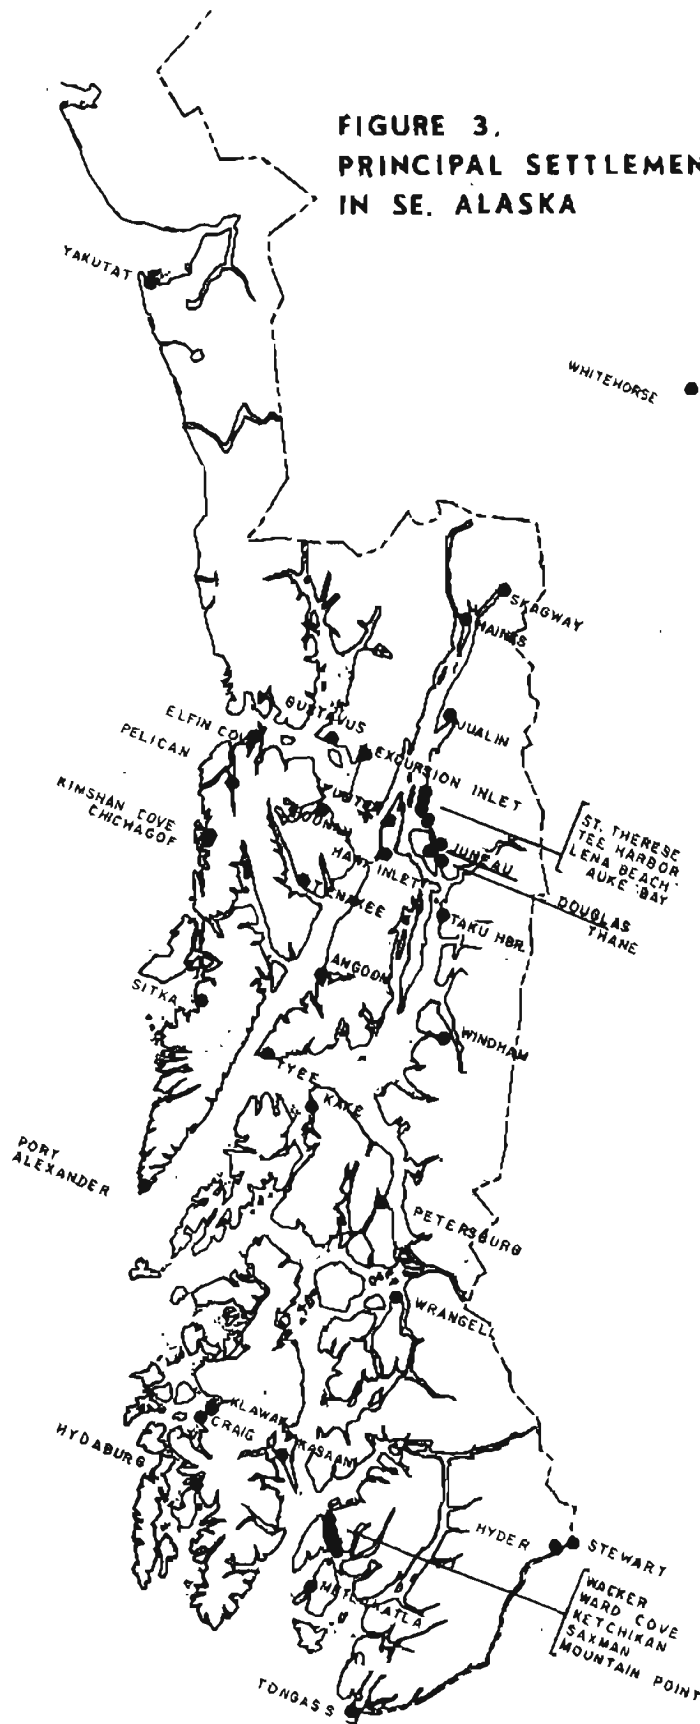 FIGURE 3.
PRINCIPAL SETTLEMEN
IN SE. ALASKA
YAKUTAT
WHITEHORSE
SKAGWAY
HAINES
GUSTAVUS
ELFIN COVE
PELICAN
JUALIN
EXCURSION INLET
KIMSHAN COVE
CHICHAGOF
HOONAH
HAWK INLET
JUNEAU
ST. THERESE
TEE HARBOR
LENA BEACH
AUKE BAY
DOUGLAS
THANE
TENAKEE
TAKU HBR.
ANGOON
SITKA
WINDHAM
TYEE
KAKE
PORT
ALEXANDER
PETERSBURG
WRANGELL
KLAWAK
CRAIG
KASAAN
HYDABURG
HYDER
STEWART
WACKER
WARD COVE
KETCHIKAN
SAXMAN
MOUNTAIN POINT
METLAKATLA
TONGASS